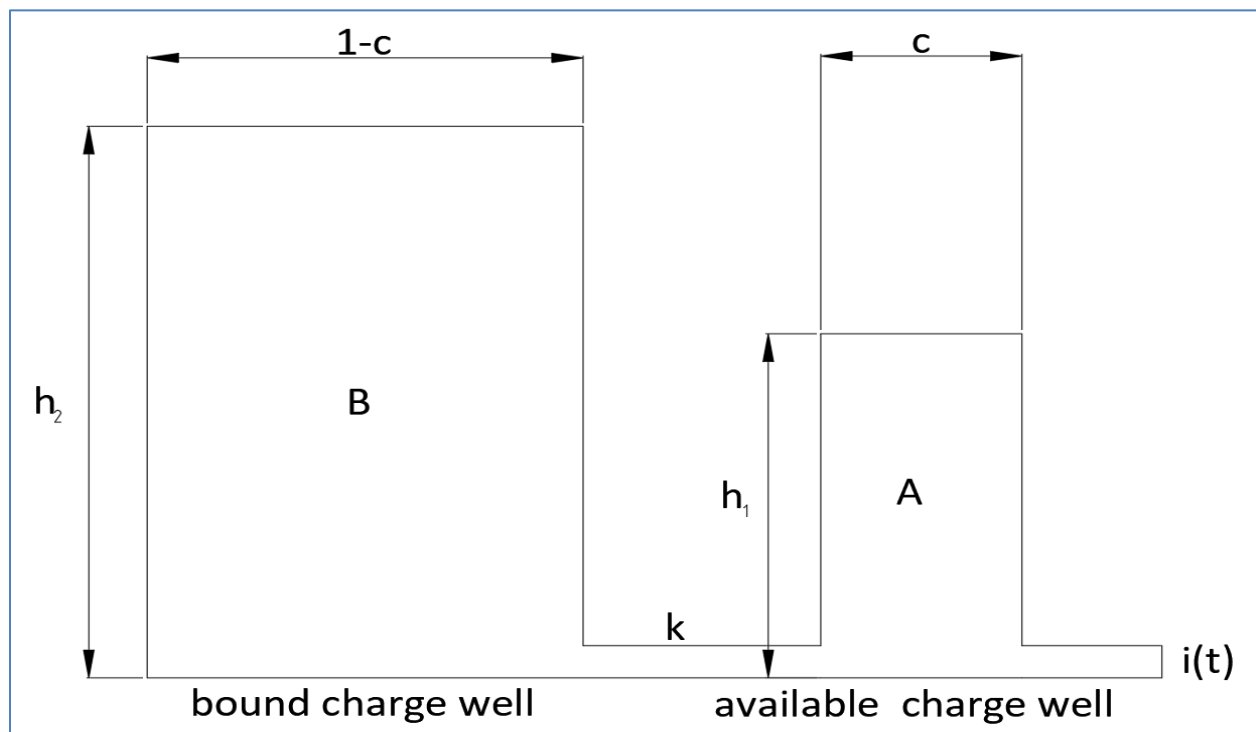 1-c
c
h₂
B
h₁
A
k
i(t)
bound charge well
available charge well